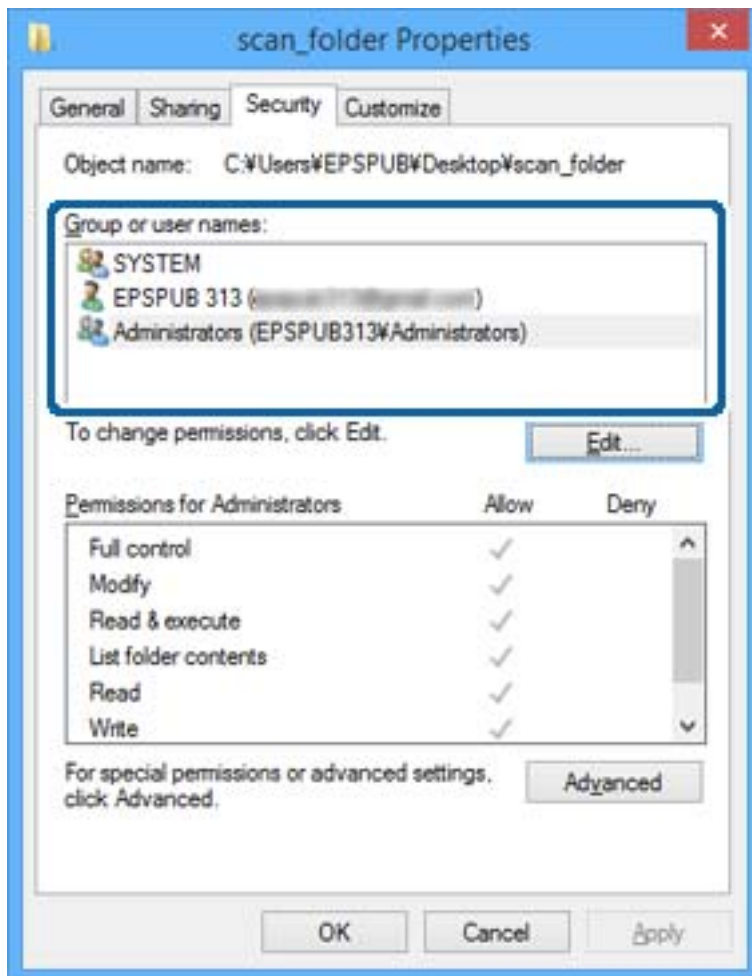 scan_folder Properties
General Sharing Security Customize
Object name: C:¥Users¥EPSPUB¥Desktop¥scan_folder
Group or user names:
SYSTEM
EPSPUB 313 ( )
Administrators (EPSPUB313¥Administrators)
To change permissions, click Edit.
Edit...
Permissions for Administrators Allow Deny
Full control
Modify
Read & execute
List folder contents
Read
Write
For special permissions or advanced settings,
click Advanced.
Advanced
OK Cancel Apply